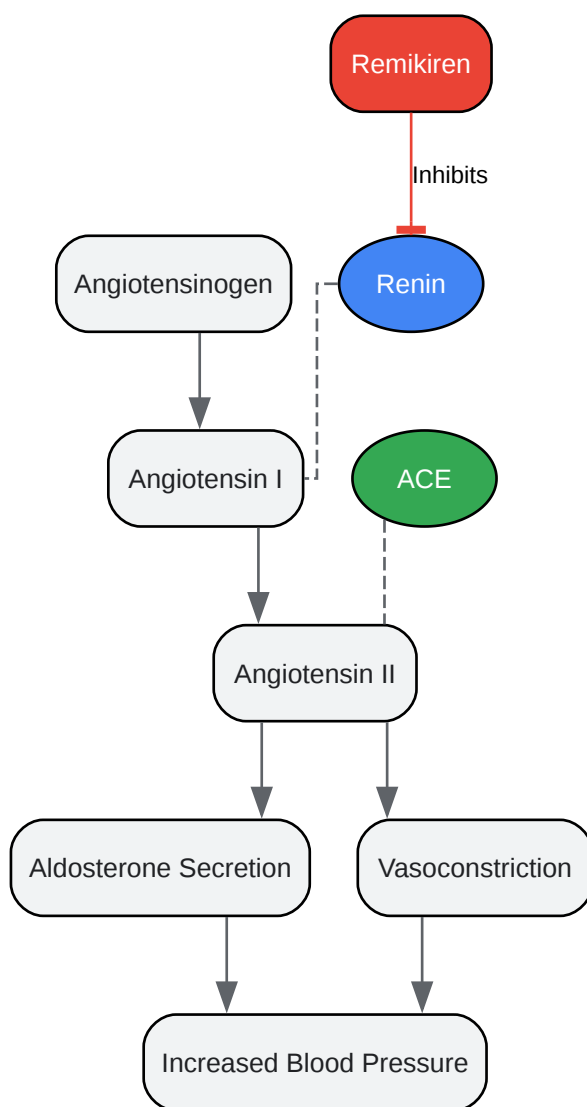 Remikiren
Inhibits
Angiotensinogen
Renin
Angiotensin I
ACE
Angiotensin II
Aldosterone Secretion
Vasoconstriction
Increased Blood Pressure